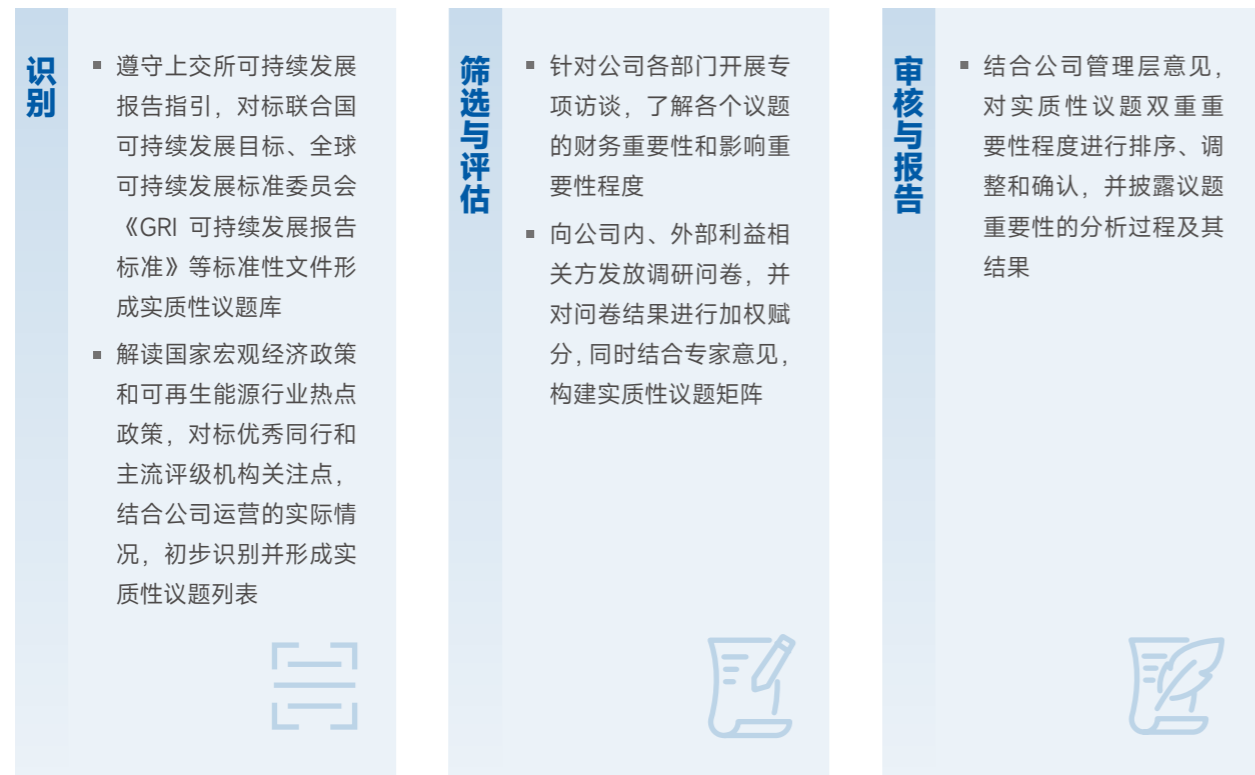 识别
▪ 遵守上交所可持续发展
报告指引，对标联合国
可持续发展目标、全球
可持续发展标准委员会
《GRI 可持续发展报告
标准》等标准性文件形
成实质性议题库
▪ 解读国家宏观经济政策
和可再生能源行业热点
政策，对标优秀同行和
主流评级机构关注点，
结合公司运营的实际情
况，初步识别并形成实
质性议题列表
筛选与评估
▪ 针对公司各部门开展专
项访谈，了解各个议题
的财务重要性和影响重
要性程度
▪ 向公司内、外部利益相
关方发放调研问卷，并
对问卷结果进行加权赋
分，同时结合专家意见，
构建实质性议题矩阵
审核与报告
▪ 结合公司管理层意见，
对实质性议题双重重
要性程度进行排序、调
整和确认，并披露议题
重要性的分析过程及其
结果